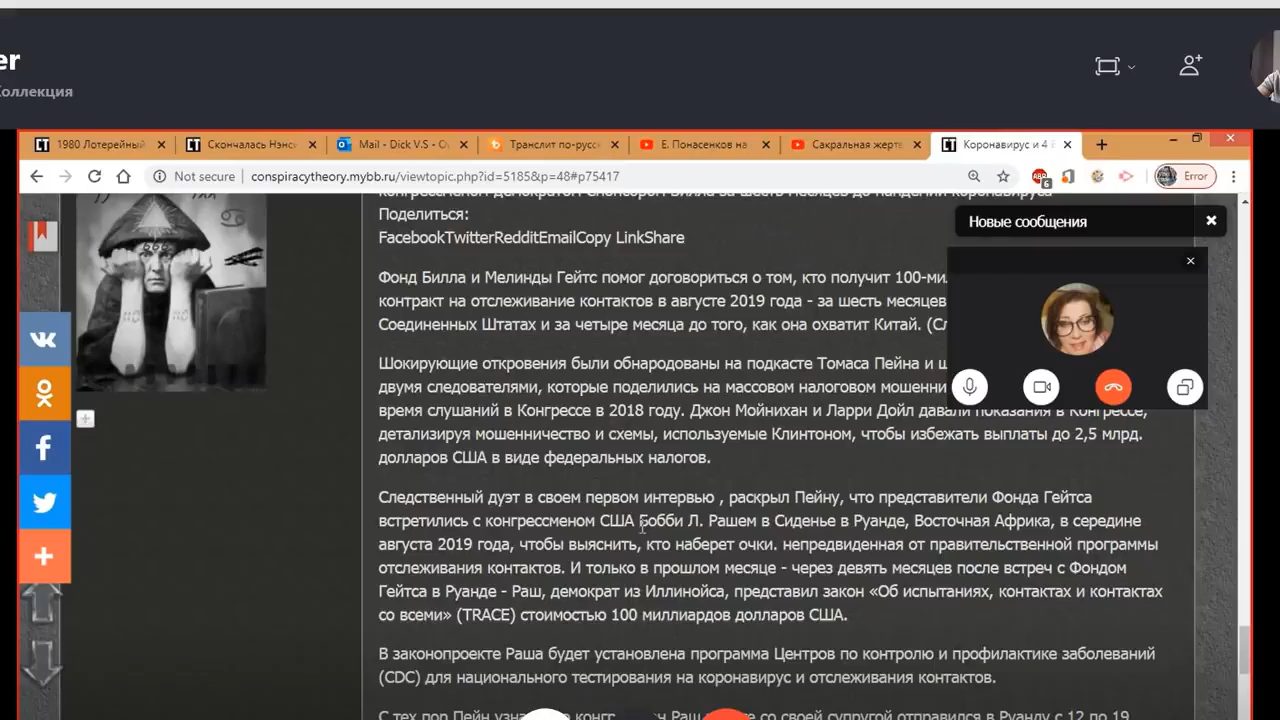 er
Коллекция
1980 Лотерейный
Скончалась Нэнс
Mail - Dick V.S - O
Транслит по-русс
Е. Понасенков на
Сакральная жерт
Коронавирус и 4
Not secure
conspiracytheory.mybb.ru/viewtopic.php?id=5185&p=48#p75417
ABP
6
Error
Поделиться:
FacebookTwitterRedditEmailCopy LinkShare
Новые сообщения
Фонд Билла и Мелинды Гейтс помог договориться о том, кто получит 100-ми
контракт на отслеживание контактов в августе 2019 года - за шесть месяцев
Соединенных Штатах и за четыре месяца до того, как она охватит Китай. (Сл
Шокирующие откровения были обнародованы на подкасте Томаса Пейна и ш
двумя следователями, которые поделились на массовом налоговом мошенни
время слушаний в Конгрессе в 2018 году. Джон Мойнихан и Ларри Дойл давали показания в Конгрессе,
детализируя мошенничество и схемы, используемые Клинтоном, чтобы избежать выплаты до 2,5 млрд.
долларов США в виде федеральных налогов.
Следственный дуэт в своем первом интервью , раскрыл Пейну, что представители Фонда Гейтса
встретились с конгрессменом США Бобби Л. Рашем в Сиденье в Руанде, Восточная Африка, в середине
августа 2019 года, чтобы выяснить, кто наберет очки. непредвиденная от правительственной программы
отслеживания контактов. И только в прошлом месяце - через девять месяцев после встреч с Фондом
Гейтса в Руанде - Раш, демократ из Иллинойса, представил закон «Об испытаниях, контактах и контактах
со всеми» (TRACE) стоимостью 100 миллиардов долларов США.
В законопроекте Раша будет установлена программа Центров по контролю и профилактике заболеваний
(CDC) для национального тестирования на коронавирус и отслеживания контактов.